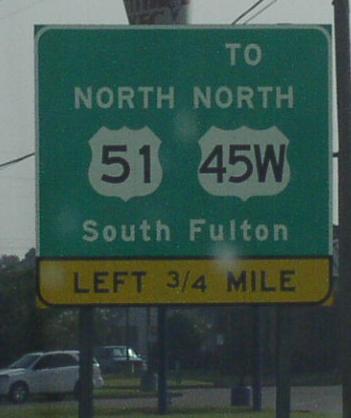 TO
NORTH NORTH
51 45W
South Fulton
LEFT 3/4 MILE